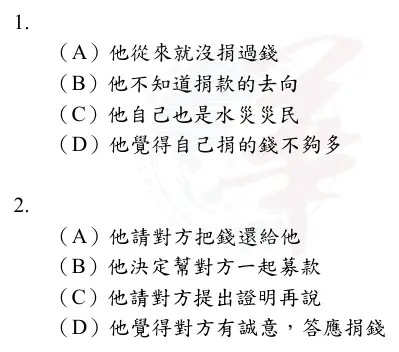 1.
（A）他從來就沒捐過錢
（B）他不知道捐款的去向
（C）他自己也是水災災民
（D）他覺得自己捐的錢不夠多
2.
（A）他請對方把錢還給他
（B）他決定幫對方一起募款
（C）他請對方提出證明再說
（D）他覺得對方有誠意，答應捐錢